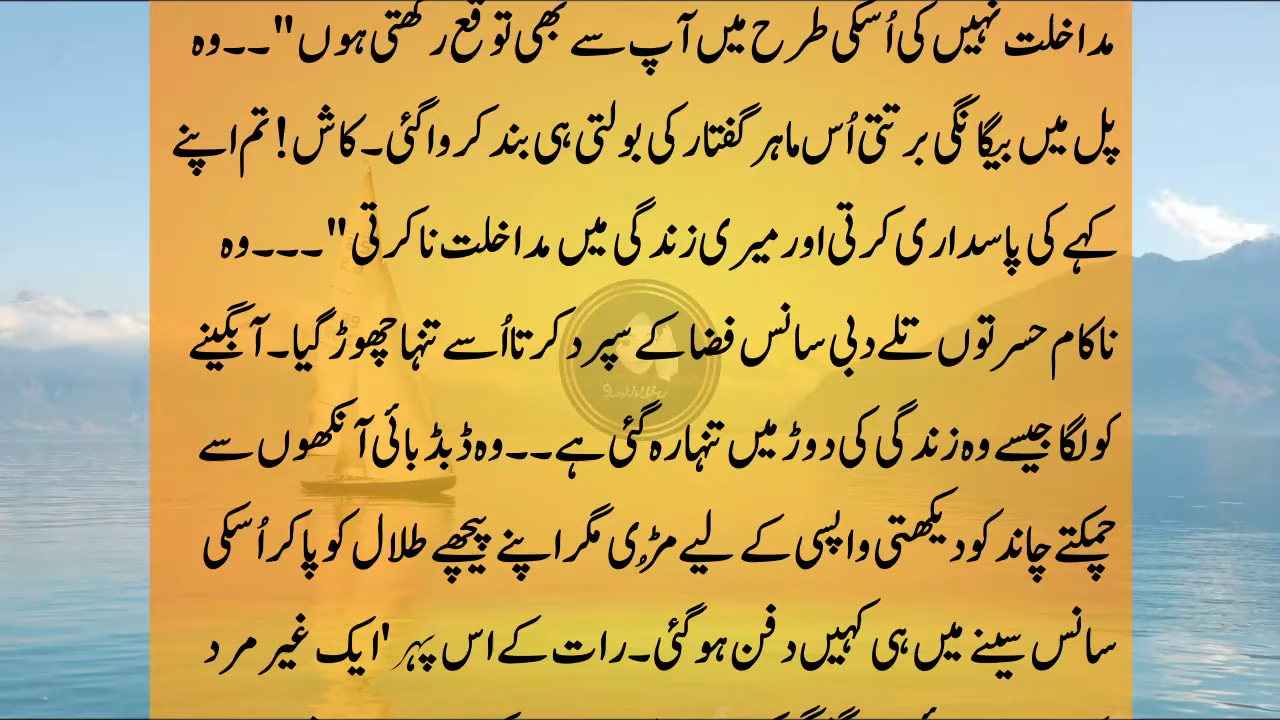 مداخلت نہیں کی اُسکی طرح میں آپ سے بھی توقع رکھتی ہوں"۔۔وہ
پل میں بیگانگی برتتی اُس ماہر گفتار کی بولتی ہی بند کروا گئی۔کاش! تم اپنے
کہے کی پاسداری کرتی اور میری زندگی میں مداخلت نا کرتی"۔۔۔وہ
ناکام حسرتوں تلے دبی سانس فضا کے سپرد کرتا اُسے تنہا چھوڑ گیا۔آبگینے
کو لگا جیسے وہ زندگی کی دوڑ میں تنہا رہ گئی ہے۔۔وہ ڈبڈبائی آنکھوں سے
چمکتے چاند کو دیکھتی واپسی کے لیے مڑِی مگر اپنے پیچھے طلال کو پا کر اُسکی
سانس سینے میں ہی کہیں دفن ہو گئی۔رات کے اس پہر 'ایک غیر مرد